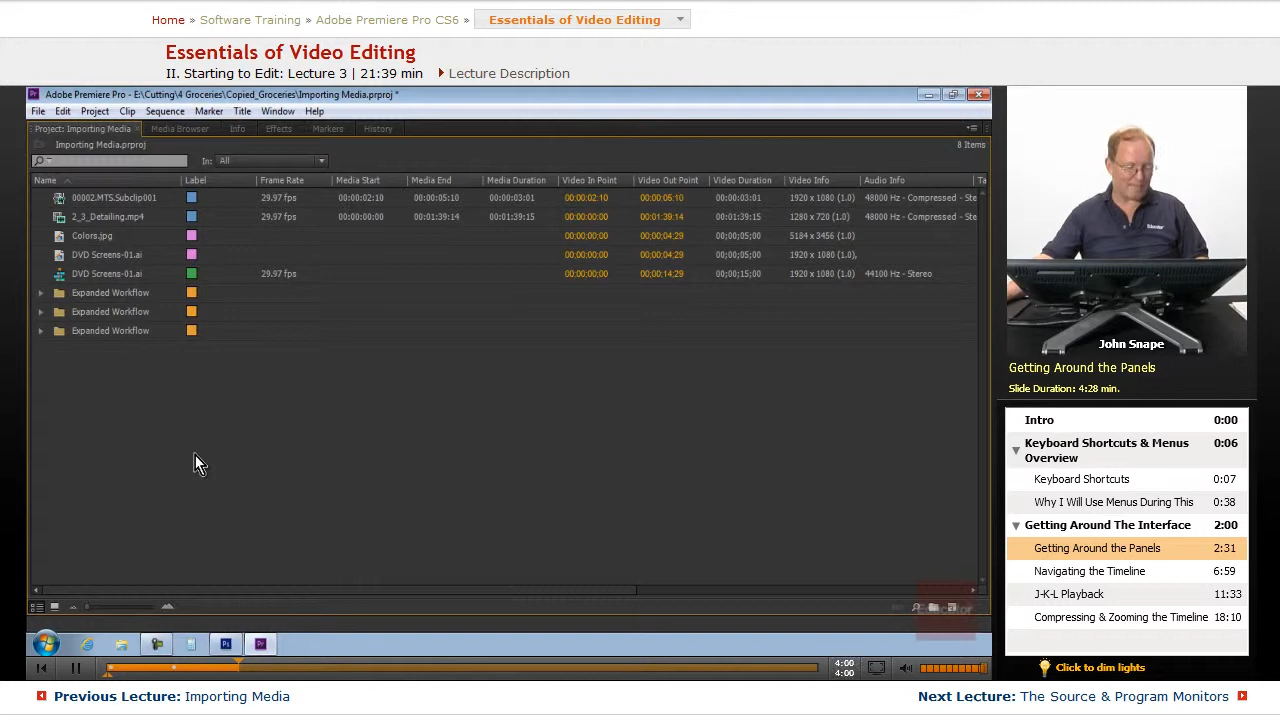 Home » Software Training » Adobe Premiere Pro CS6 » Essentials of Video Editing
Essentials of Video Editing
II. Starting to Edit: Lecture 3 | 21:39 min Lecture Description
Adobe Premiere Pro - E:\Cutting\4 Groceries\Copied_Groceries\Importing Media.prproj *
File Edit Project Clip Sequence Marker Title Window Help
Project: Importing Media Media Browser Info Effects Markers History
Importing Media.prproj 8 Items
In: All
Name Label Frame Rate Media Start Media End Media Duration Video In Point Video Out Point Video Duration Video Info Audio Info Ta
00002.MTS.Subclip001 29.97 fps 00:00:02:10 00:00:05:10 00:00:03:01 00:00:02:10 00:00:05:10 00:00:03:01 1920 x 1080 (1.0) 48000 Hz - Compressed - Ste
2_3_Detailing.mp4 29.97 fps 00:00:00:00 00:01:39:14 00:01:39:15 00:00:00:00 00:01:39:14 00:01:39:15 1280 x 720 (1.0) 48000 Hz - Compressed - Ste
Colors.jpg 00;00;00;00 00;00;04;29 00;00;05;00 5184 x 3456 (1.0)
DVD Screens-01.ai 00;00;00;00 00;00;04;29 00;00;05;00 1920 x 1080 (1.0),
DVD Screens-01.ai 29.97 fps 00;00;00;00 00;00;14;29 00;00;15;00 1920 x 1080 (1.0) 44100 Hz - Stereo
Expanded Workflow
Expanded Workflow
Expanded Workflow
John Snape
Getting Around the Panels
Slide Duration: 4:28 min.
Intro 0:00
Keyboard Shortcuts & Menus Overview 0:06
Keyboard Shortcuts 0:07
Why I Will Use Menus During This 0:38
Getting Around The Interface 2:00
Getting Around the Panels 2:31
Navigating the Timeline 6:59
J-K-L Playback 11:33
Compressing & Zooming the Timeline 18:10
4:00
4:00
Click to dim lights
Previous Lecture: Importing Media
Next Lecture: The Source & Program Monitors